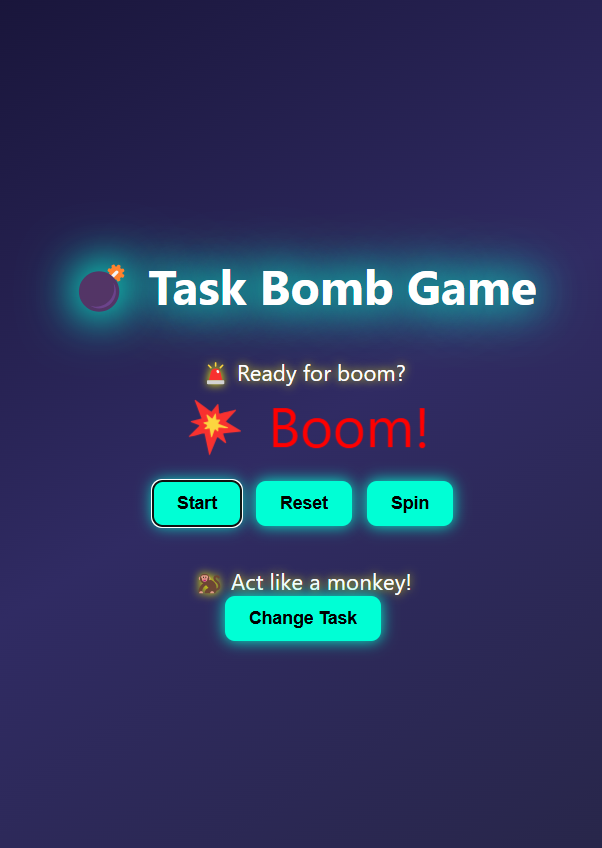 💣 Task Bomb Game
🚨 Ready for boom?
💥 Boom!
Start Reset Spin
🐒 Act like a monkey!
Change Task